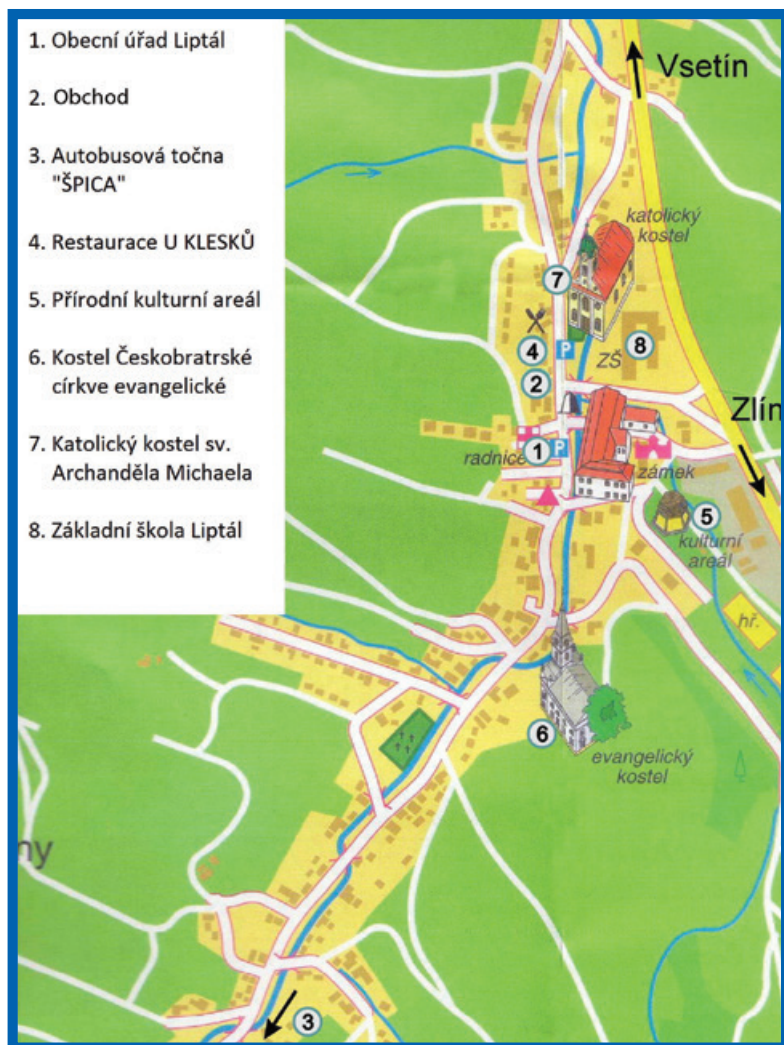 1. Obecní úřad Liptál
2. Obchod
3. Autobusová točna
"ŠPICA"
4. Restaurace U KLESKŮ
5. Přírodní kulturní areál
6. Kostel Českobratrské
církve evangelické
7. Katolický kostel sv.
Archanděla Michaela
8. Základní škola Liptál
Vsetín
katolický
kostel
7
4
P
ZŠ
8
2
Zlín
radnice
1
P
zámek
5
kulturní
areál
hř.
6
evangelický
kostel
ny
3